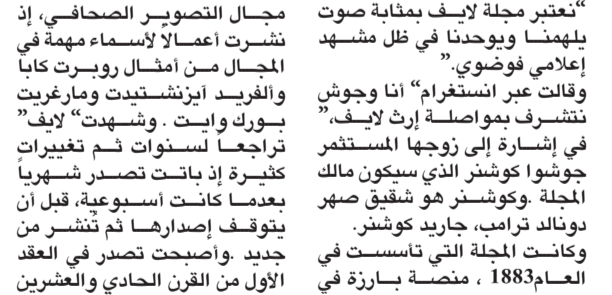 “نعتبر مجلة لايف بمثابة صوت
يلهمنا ويوحدنا في ظل مشهد
إعلامي فوضوي.”
وقالت عبر انستغرام“ أنا وجوش
نتشرف بمواصلة إرث لايف،”
في إشارة إلى زوجها المستثمر
جوشوا كوشنر الذي سيكون مالك
المجلة .وكوشنر هو شقيق صهر
دونالد ترامب، جاريد كوشنر.
وكانت المجلة التي تأسست في
العام1883 ، منصة بارزة في
مجال التصوير الصحافي، إذ
نشرت أعمالاً لأسماء مهمة في
المجال من أمثال روبرت كابا
وألفريد آيزنشتيدت ومارغريت
بورك وايت . وشهدت“ لايف”
تراجعاً لسنوات ثم تغييرات
كثيرة إذ باتت تصدر شهرياً
بعدما كانت أسبوعية، قبل أن
يتوقف إصدارها ثم تُنشر من
جديد .وأصبحت تصدر في العقد
الأول من القرن الحادي والعشرين